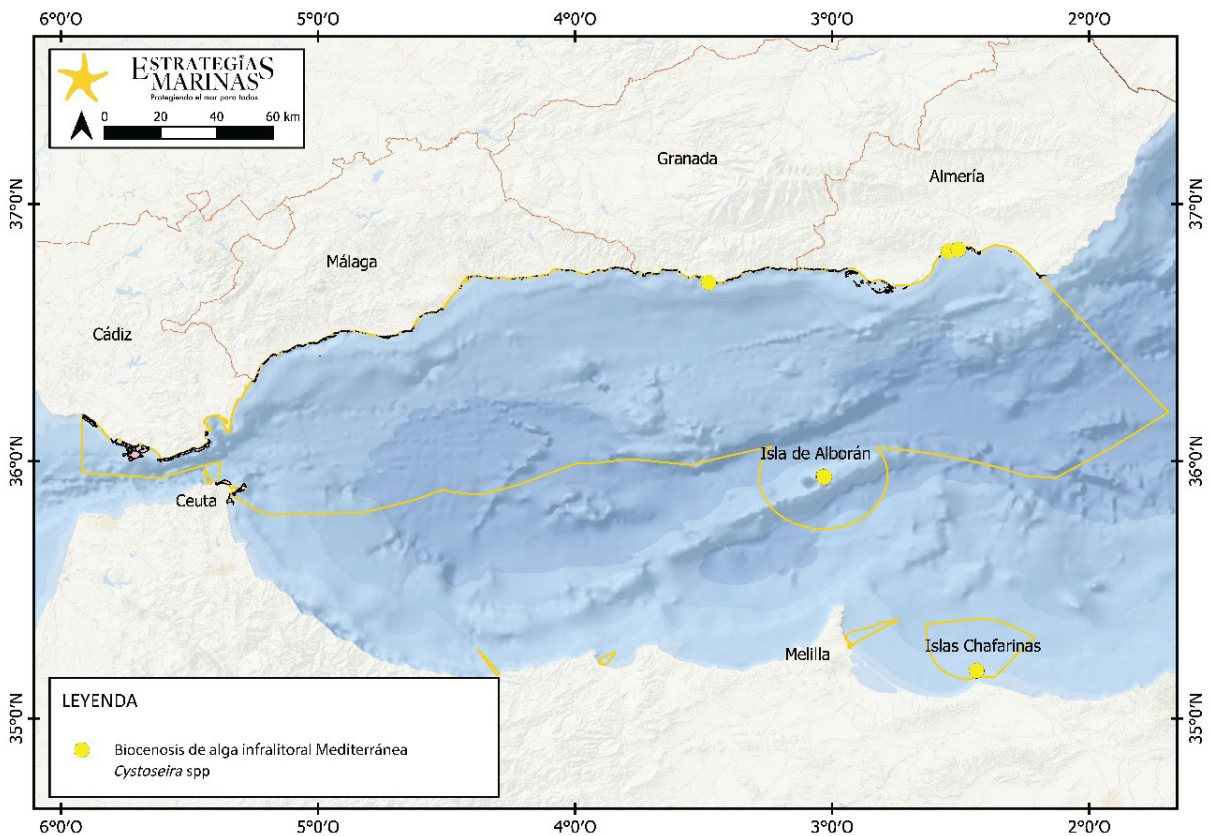 6°0'O 5°0'O 4°0'O 3°0'O 2°0'O
ESTRATEGIAS
MARINAS
Protegiendo el mar para todos
0 20 40 60 km
Granada
Almería
37°0'N 37°0'N
Málaga
Cádiz
Isla de Alborán
36°0'N 36°0'N
Ceuta
Melilla
Islas Chafarinas
LEYENDA
35°0'N 35°0'N
Biocenosis de alga infralitoral Mediterránea
Cystoseira spp
6°0'O 5°0'O 4°0'O 3°0'O 2°0'O